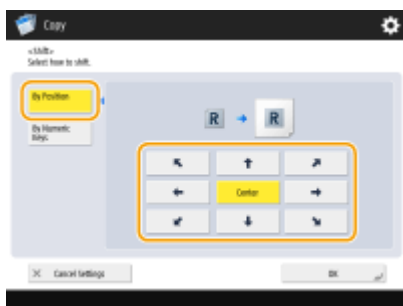 Copy
<Shift>
Select how to shift.
By Position
By Numeric
Keys
R
R
Center
Cancel Settings
OK